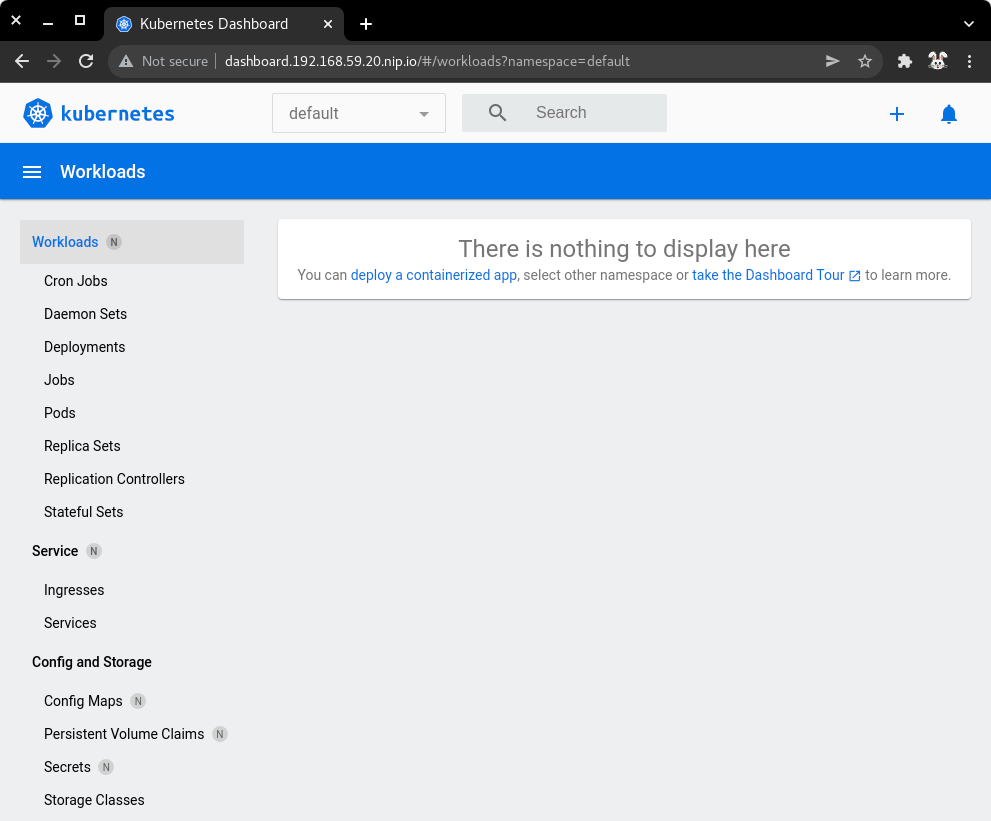 Kubernetes Dashboard
Not secure dashboard.192.168.59.20.nip.io/#/workloads?namespace=default
kubernetes default Search
Workloads
Workloads N
Cron Jobs
Daemon Sets
Deployments
Jobs
Pods
Replica Sets
Replication Controllers
Stateful Sets
Service N
Ingresses
Services
Config and Storage
Config Maps N
Persistent Volume Claims N
Secrets N
Storage Classes
There is nothing to display here
You can deploy a containerized app, select other namespace or take the Dashboard Tour to learn more.